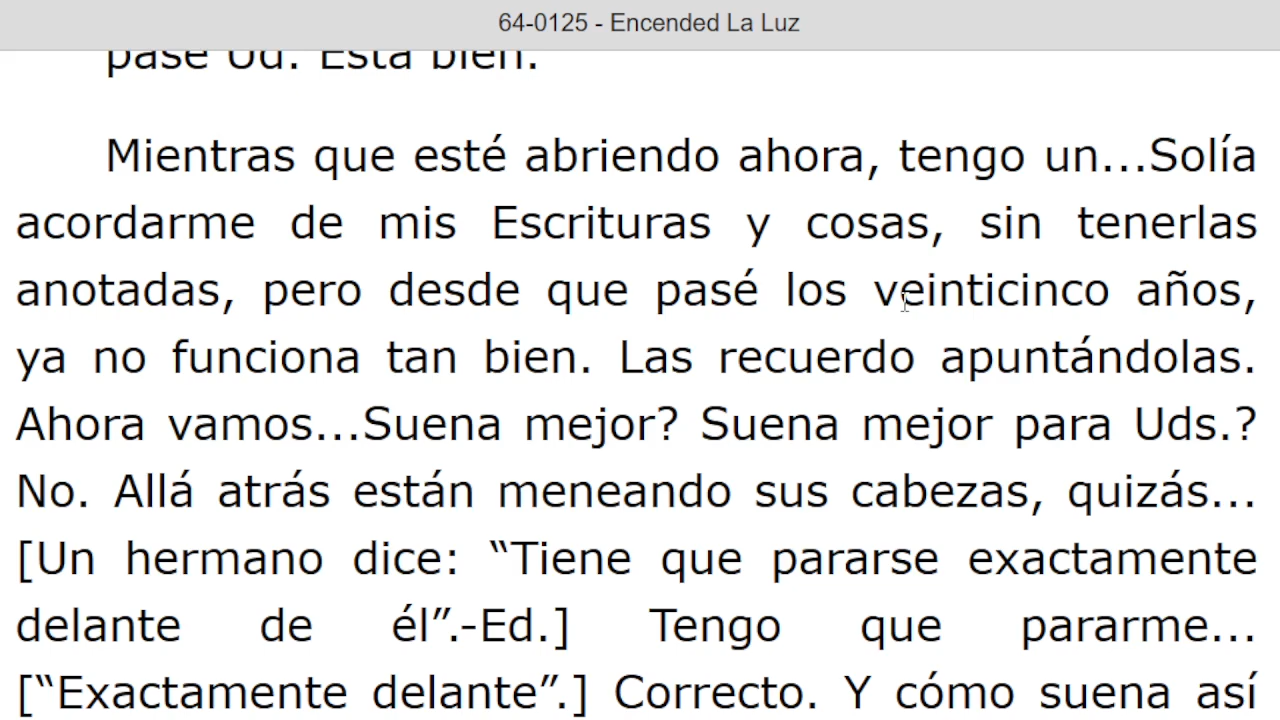 64-0125 - Encended La Luz
pase Ud. Está bien.
Mientras que esté abriendo ahora, tengo un...Solía
acordarme de mis Escrituras y cosas, sin tenerlas
anotadas, pero desde que pasé los veinticinco años,
ya no funciona tan bien. Las recuerdo apuntándolas.
Ahora vamos...Suena mejor? Suena mejor para Uds.?
No. Allá atrás están meneando sus cabezas, quizás...
[Un hermano dice: “Tiene que pararse exactamente
delante de él”.-Ed.] Tengo que pararme...
[“Exactamente delante”.] Correcto. Y cómo suena así